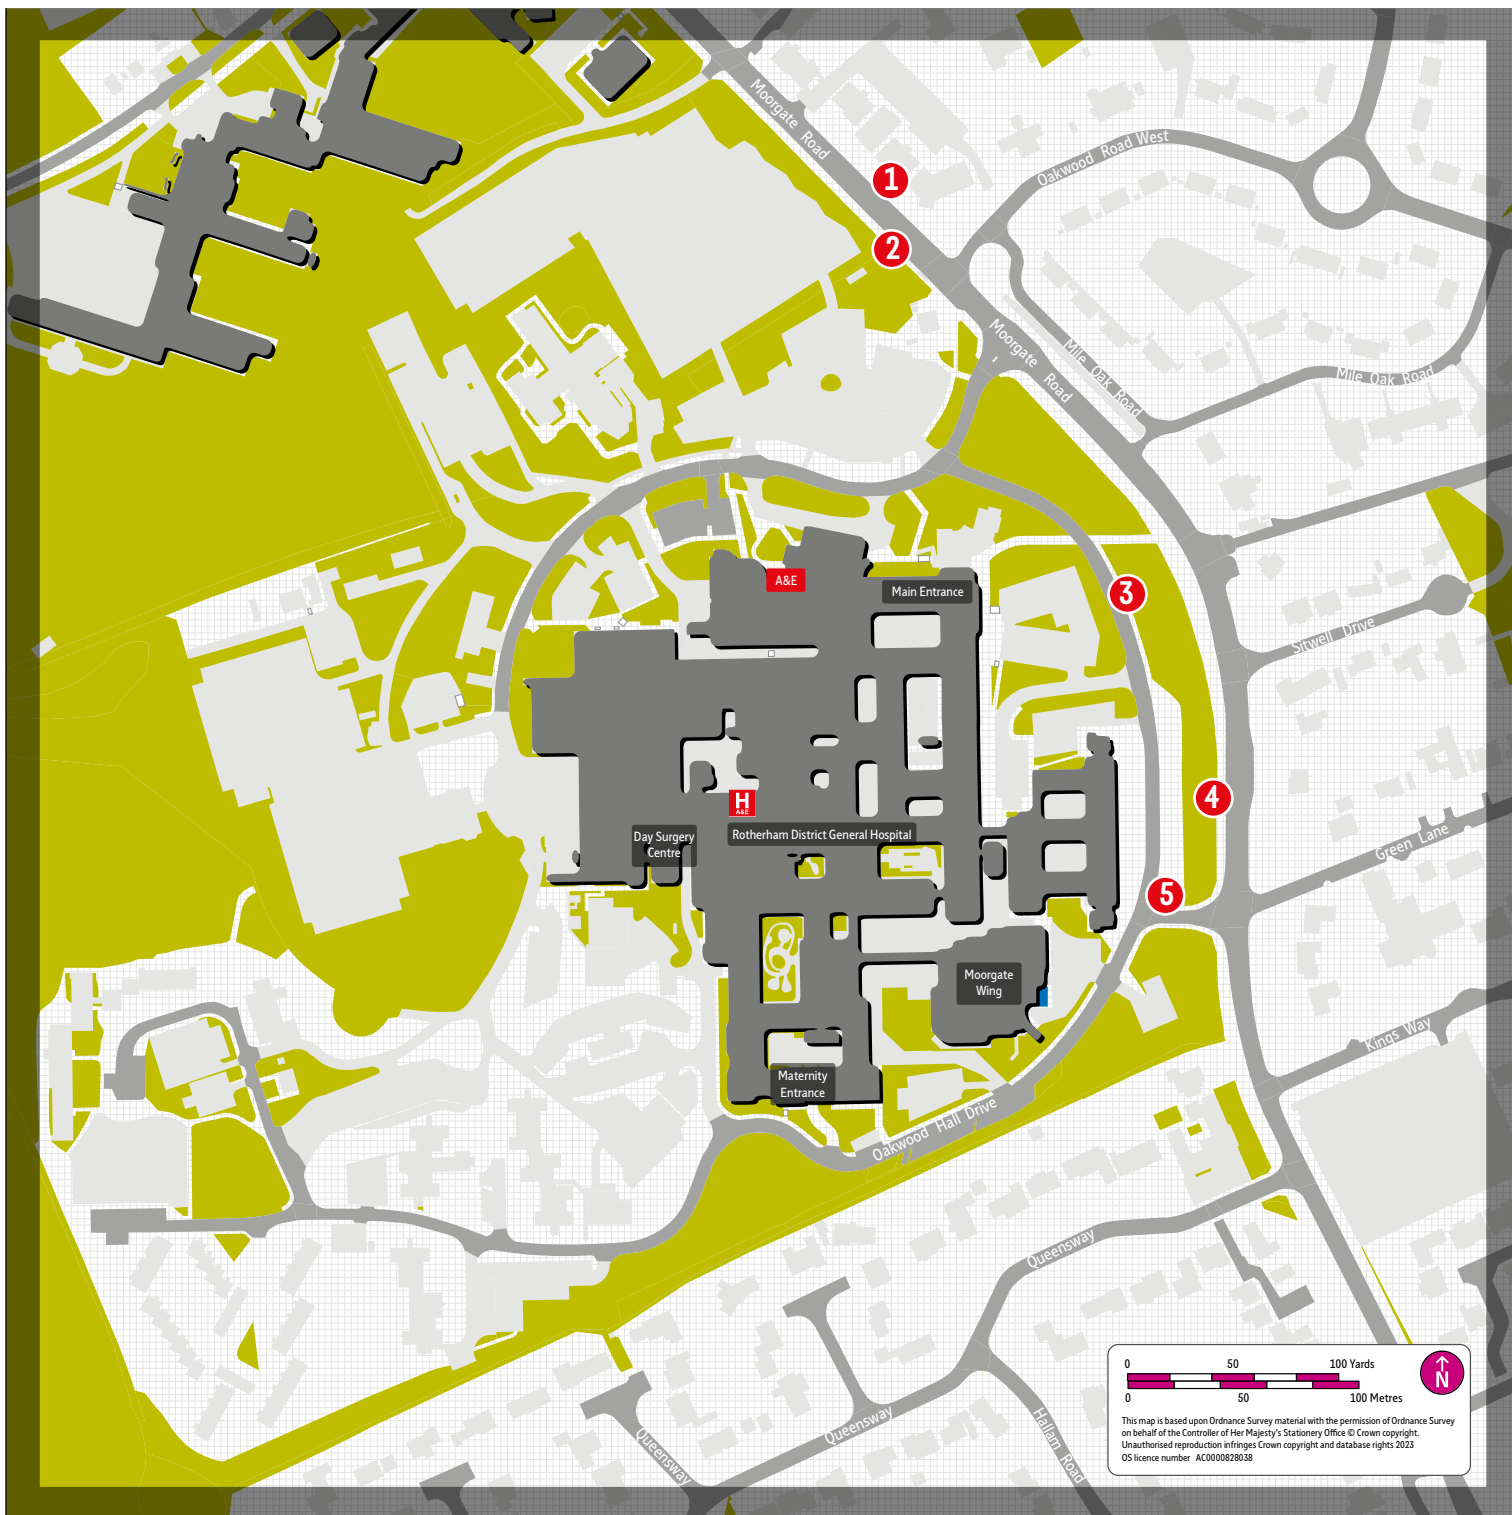 Moorgate Road
Oakwood Road West
1
2
Moorgate Road
Mile Oak Road
Mile Oak Road
A&E
Main Entrance
3
Sitwell Drive
4
H
A&E
Rotherham District General Hospital
Day Surgery
Centre
Green Lane
5
Moorgate
Wing
Kings Way
Maternity
Entrance
Oakwood Hall Drive
Queensway
Queensway
Queensway
Hallam Road
0 50 100 Yards
0 50 100 Metres
N
This map is based upon Ordnance Survey material with the permission of Ordnance Survey
on behalf of the Controller of Her Majesty's Stationery Office © Crown copyright.
Unauthorised reproduction infringes Crown copyright and database rights 2023
OS licence number AC0000828038